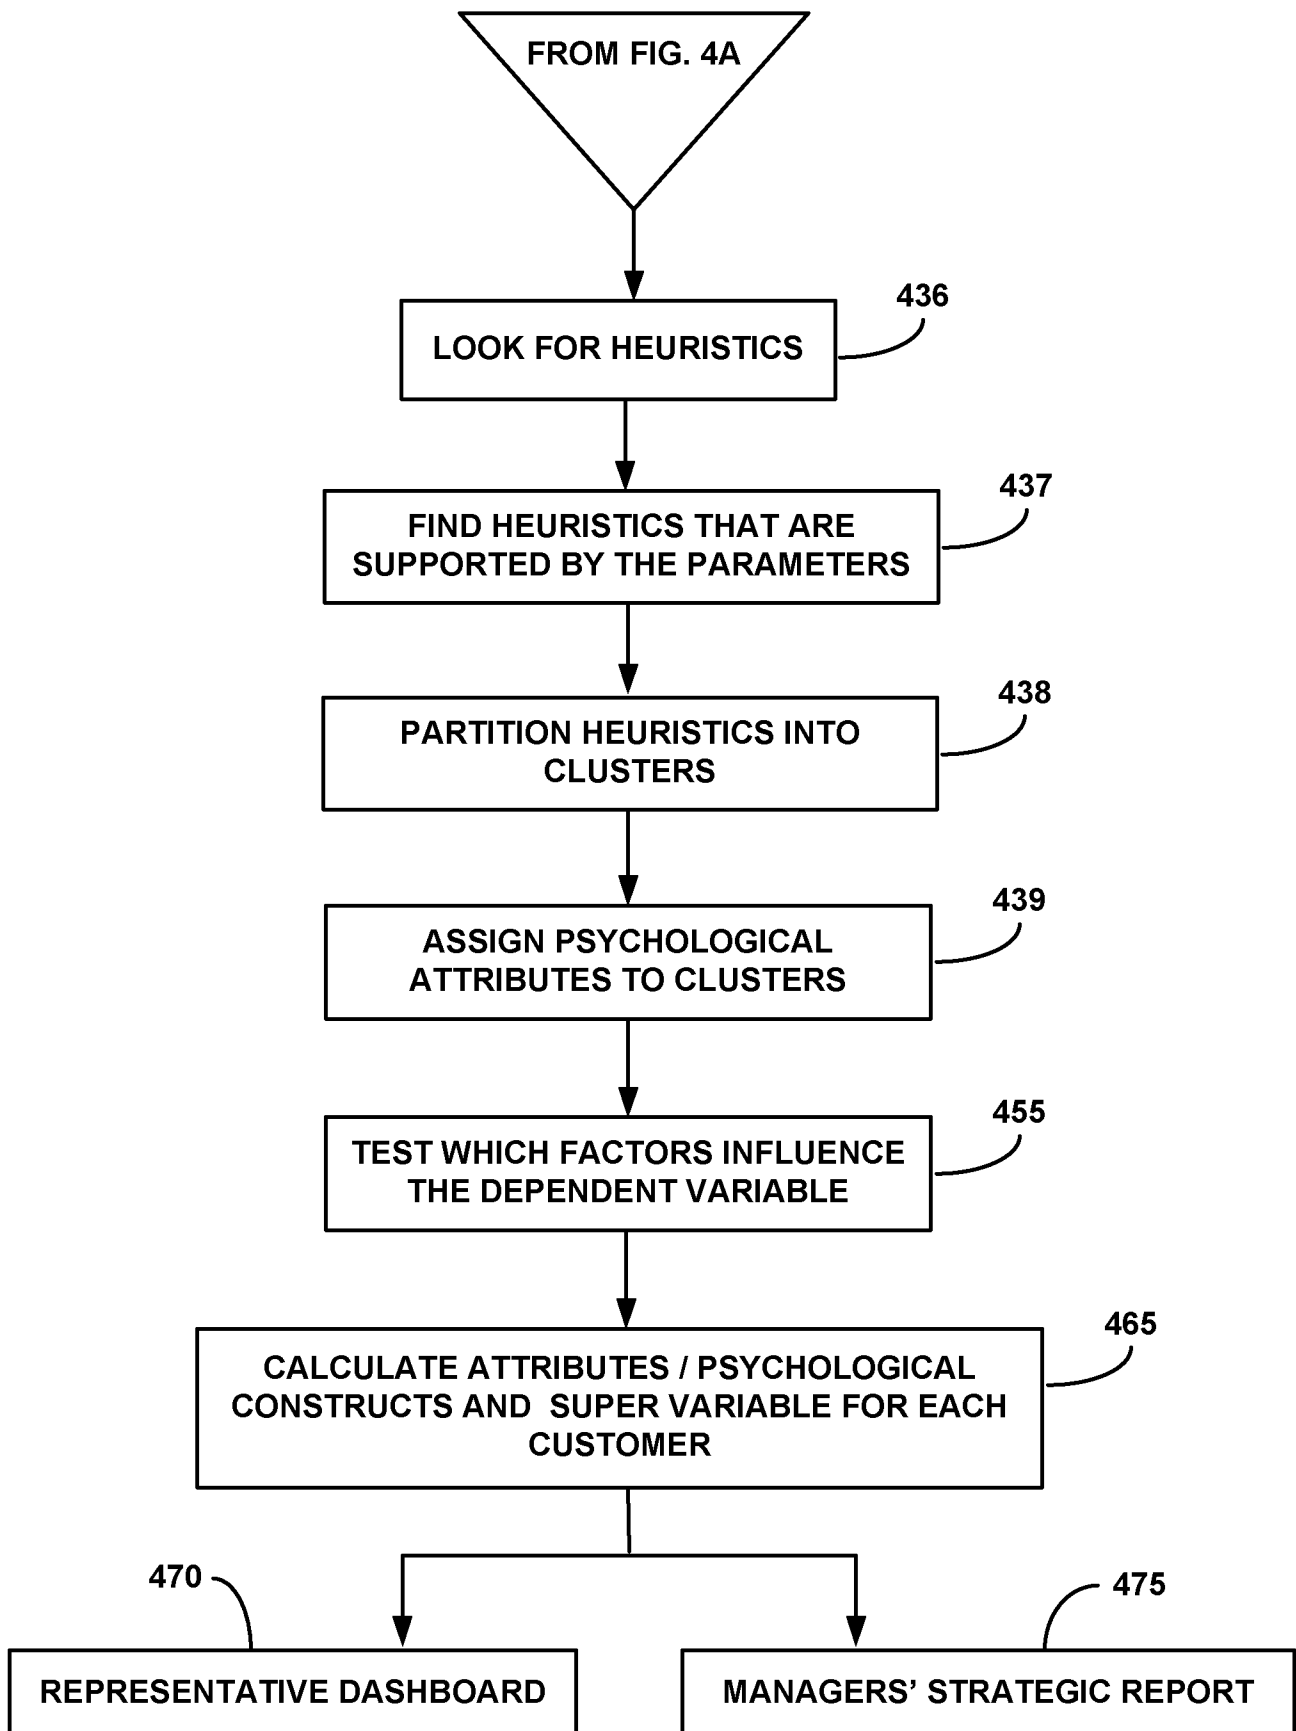 FROM FIG. 4A
436
LOOK FOR HEURISTICS
437
FIND HEURISTICS THAT ARE
SUPPORTED BY THE PARAMETERS
438
PARTITION HEURISTICS INTO
CLUSTERS
439
ASSIGN PSYCHOLOGICAL
ATTRIBUTES TO CLUSTERS
455
TEST WHICH FACTORS INFLUENCE
THE DEPENDENT VARIABLE
465
CALCULATE ATTRIBUTES / PSYCHOLOGICAL
CONSTRUCTS AND SUPER VARIABLE FOR EACH
CUSTOMER
470
475
REPRESENTATIVE DASHBOARD
MANAGERS’ STRATEGIC REPORT